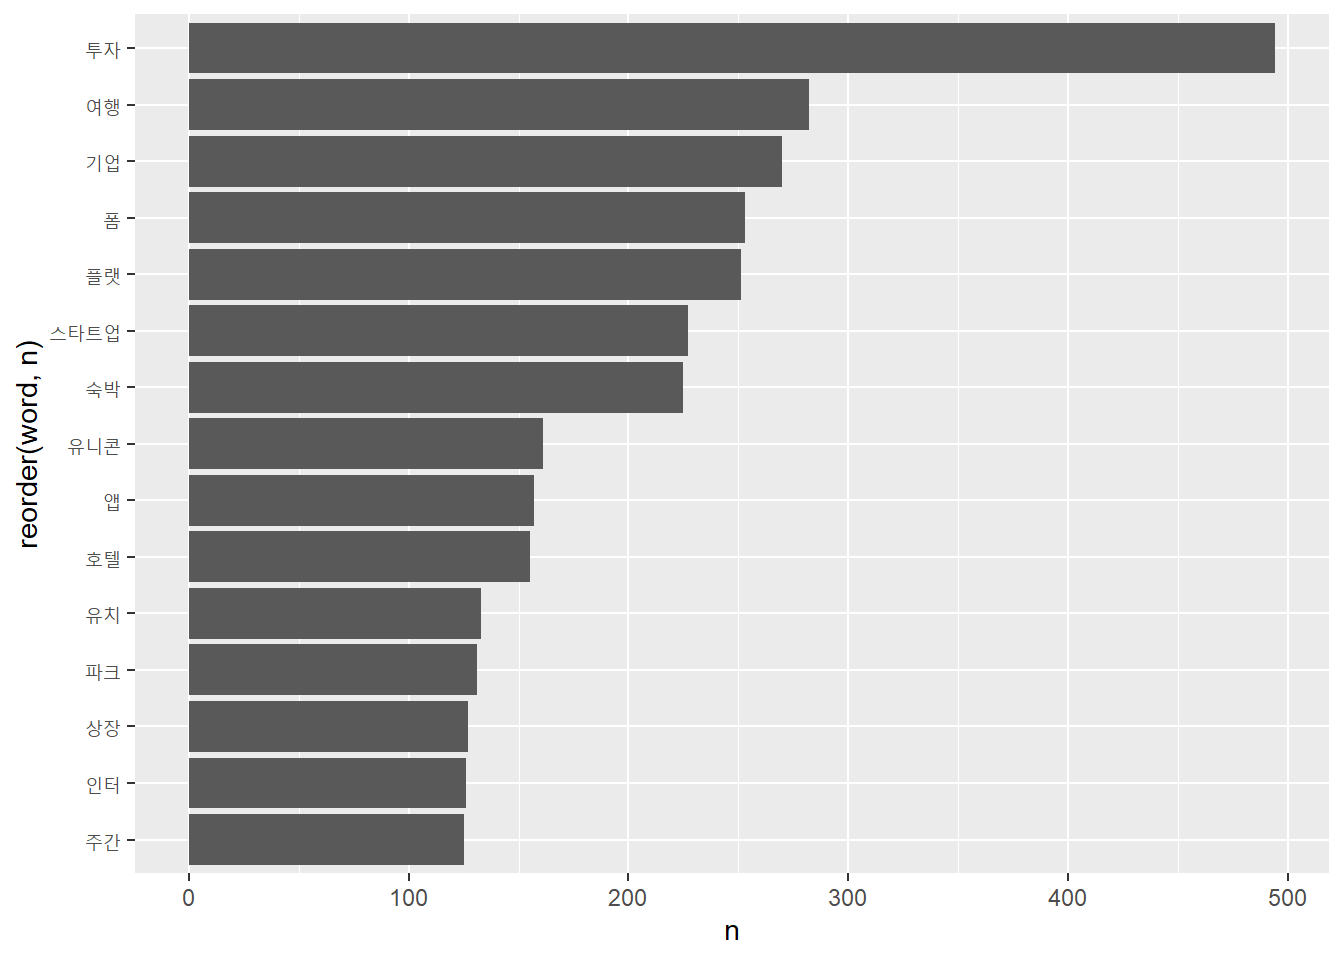 reorder(word, n)
투자
여행
기업
폼
플랫
스타트업
숙박
유니콘
앱
호텔
유치
파크
상장
인터
주간
0 100 200 300 400 500
n